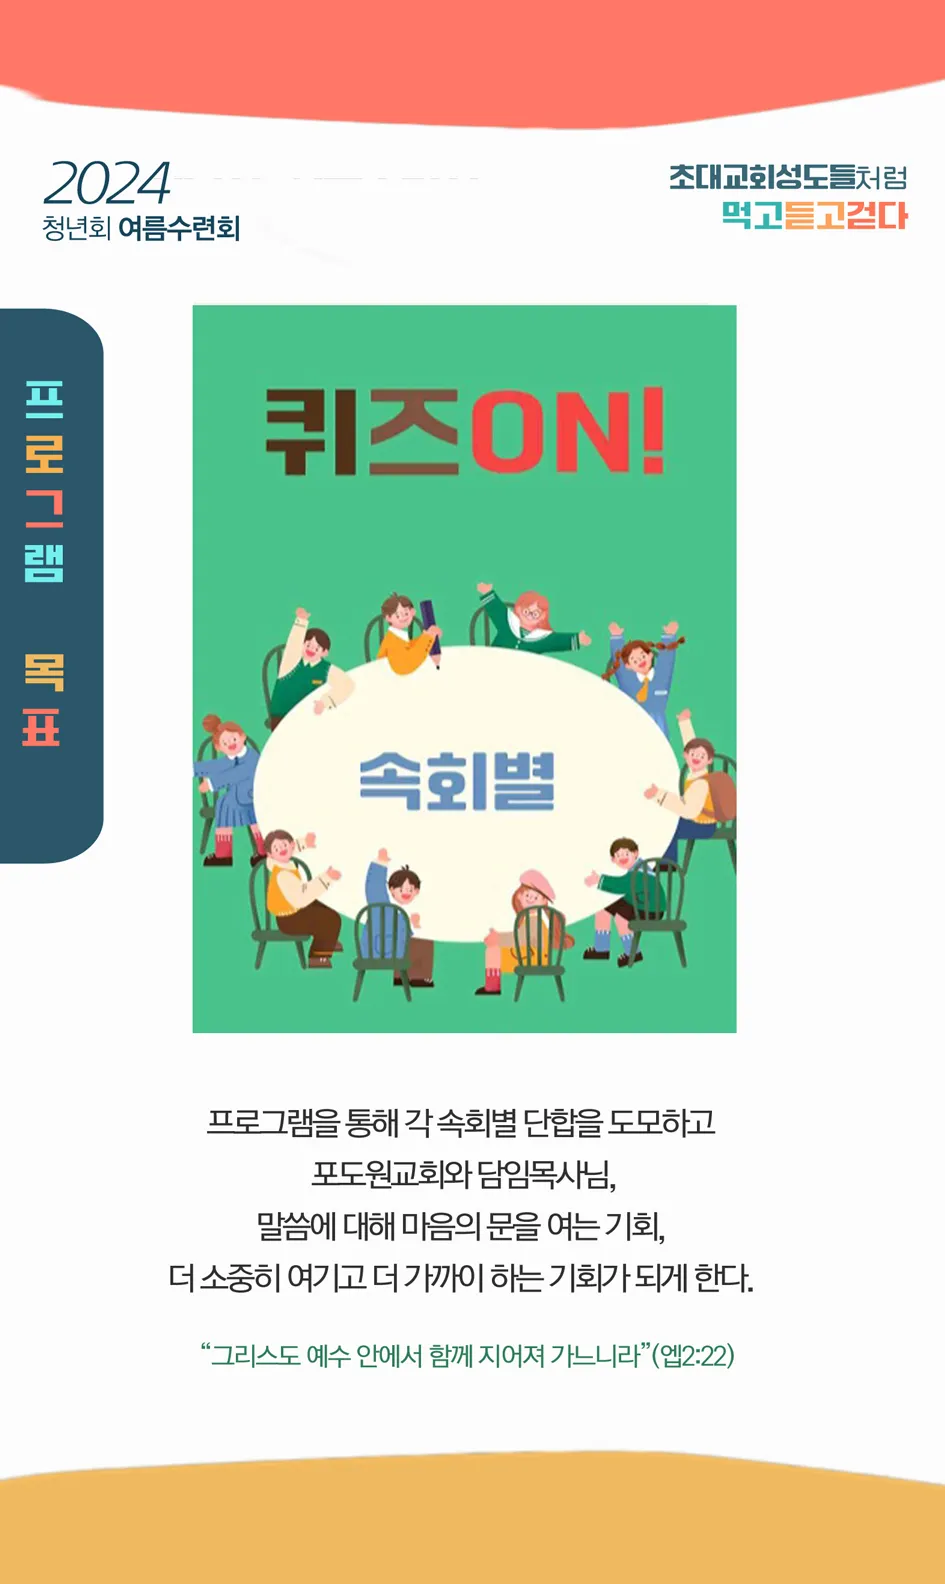 2024
청년회 여름수련회
초대교회성도들처럼
먹고듣고걷다
프로그램 목표
퀴즈ON!
속회별
프로그램을 통해 각 속회별 단합을 도모하고
포도원교회와 담임목사님,
말씀에 대해 마음의 문을 여는 기회,
더 소중히 여기고 더 가까이 하는 기회가 되게 한다.
“그리스도 예수 안에서 함께 지어져 가느니라”(엡2:22)